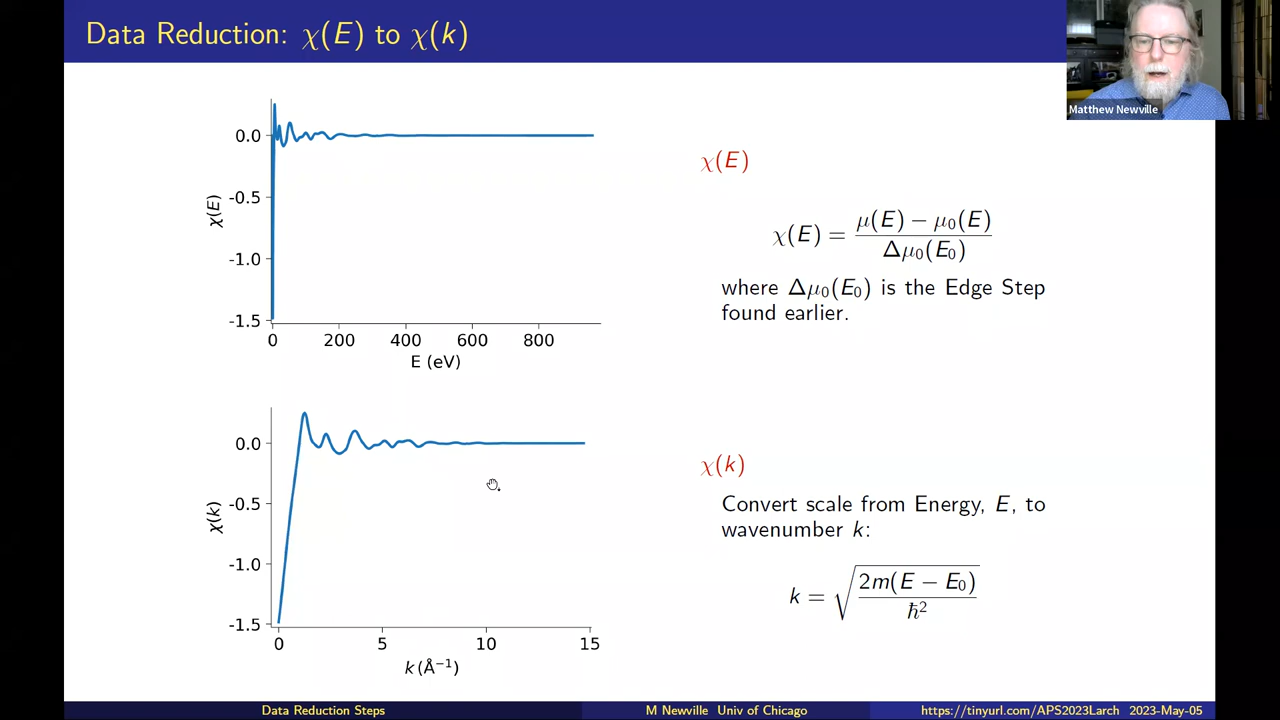 Data Reduction: χ(E) to χ(k)
Matthew Newville
0.0
-0.5
-1.0
-1.5
χ(E)
0 200 400 600 800
E (eV)
χ(E)
χ(E) = μ(E) − μ₀(E) / Δμ₀(E₀)
where Δμ₀(E₀) is the Edge Step
found earlier.
0.0
-0.5
-1.0
-1.5
χ(k)
0 5 10 15
k (Å⁻¹)
χ(k)
Convert scale from Energy, E, to
wavenumber k:
k = √(2m(E − E₀) / ħ²)
Data Reduction Steps
M Newville Univ of Chicago
https://tinyurl.com/APS2023Larch 2023-May-05